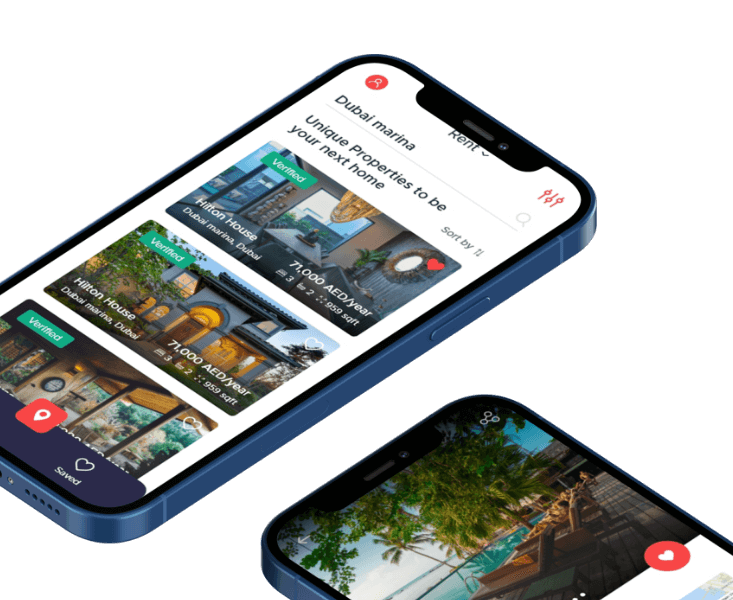 Dubai marina
Rent
Unique Properties to be
your next home
Sort by
Verified
Hilton House
Dubai marina, Dubai
71,000 AED/year
3 2 959 sqft
Verified
Hilton House
Dubai marina, Dubai
71,000 AED/year
3 2 959 sqft
Verified
Saved